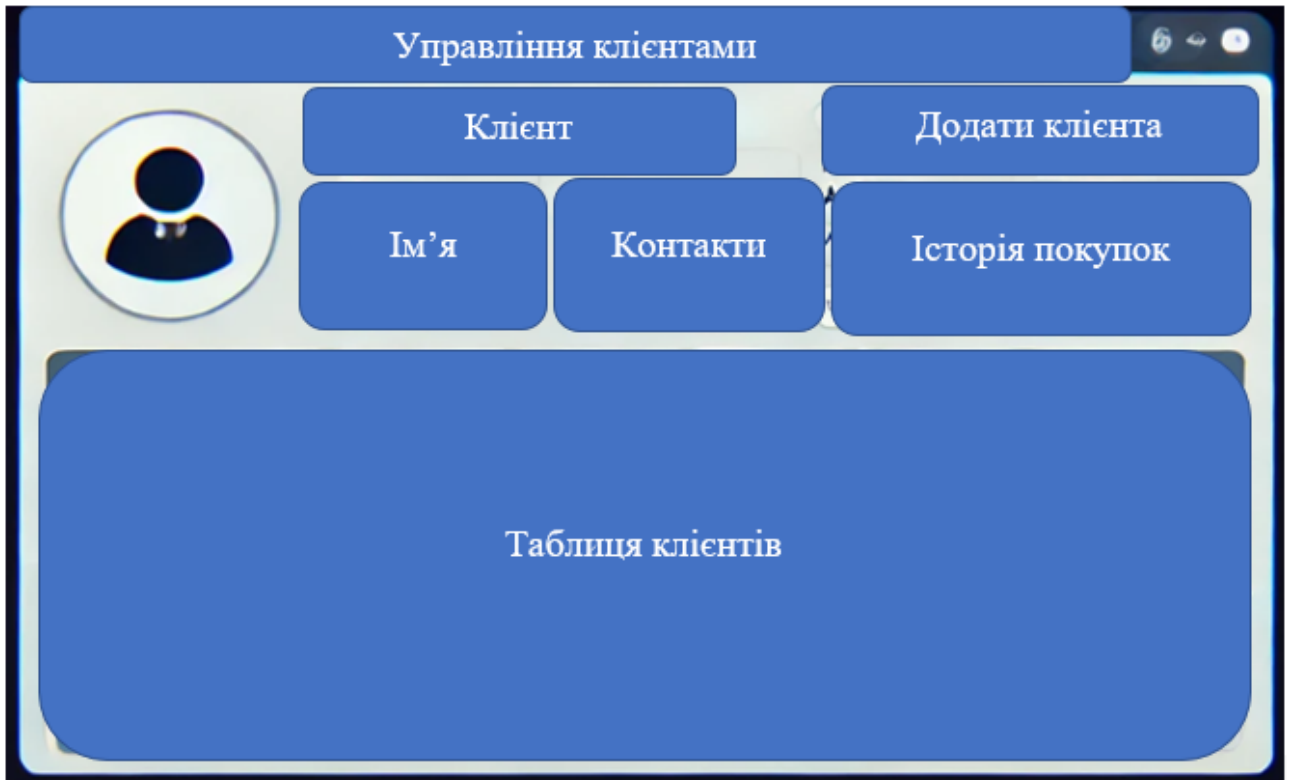 Управління клієнтами
Клієнт
Додати клієнта
Ім’я
Контакти
Історія покупок
Таблиця клієнтів